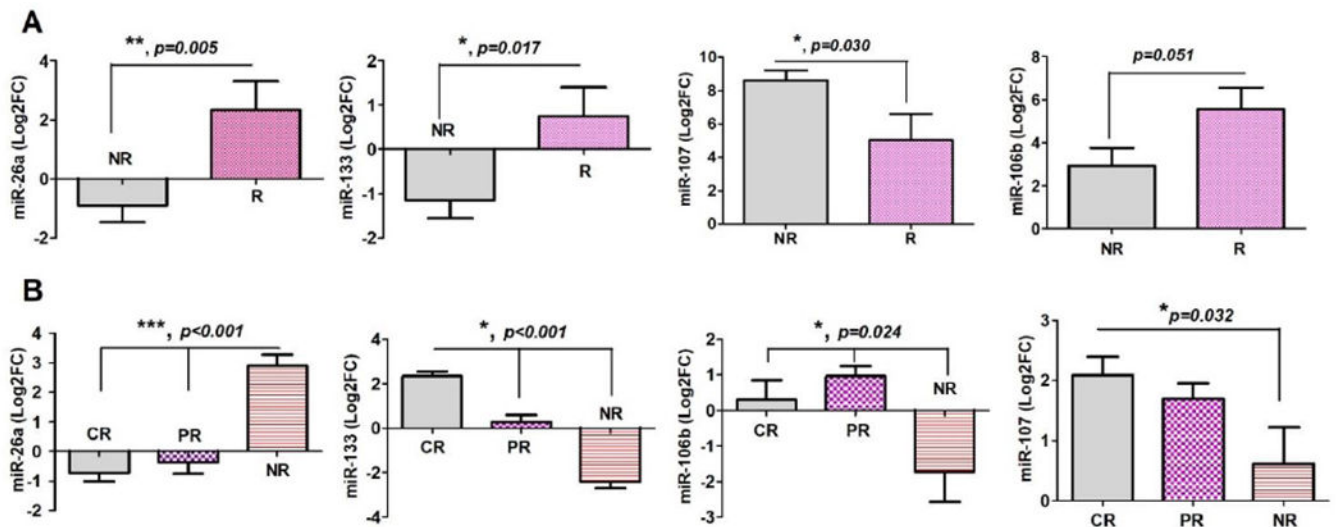 A
miR-26a (Log2FC)
4
2
0
-2
**, p=0.005
NR
R
miR-133 (Log2FC)
2
1
0
-1
-2
*, p=0.017
NR
R
miR-107 (Log2FC)
10
8
6
4
2
0
*, p=0.030
NR
R
miR-106b (Log2FC)
8
6
4
2
0
p=0.051
NR
R
B
miR-26a (Log2FC)
4
3
2
1
0
-1
-2
***, p<0.001
CR
PR
NR
miR-133 (Log2FC)
4
2
0
-2
-4
*, p<0.001
CR
PR
NR
miR-106b (Log2FC)
2
1
0
-1
-2
-3
*, p=0.024
CR
PR
NR
miR-107 (Log2FC)
3
2
1
0
*p=0.032
CR
PR
NR